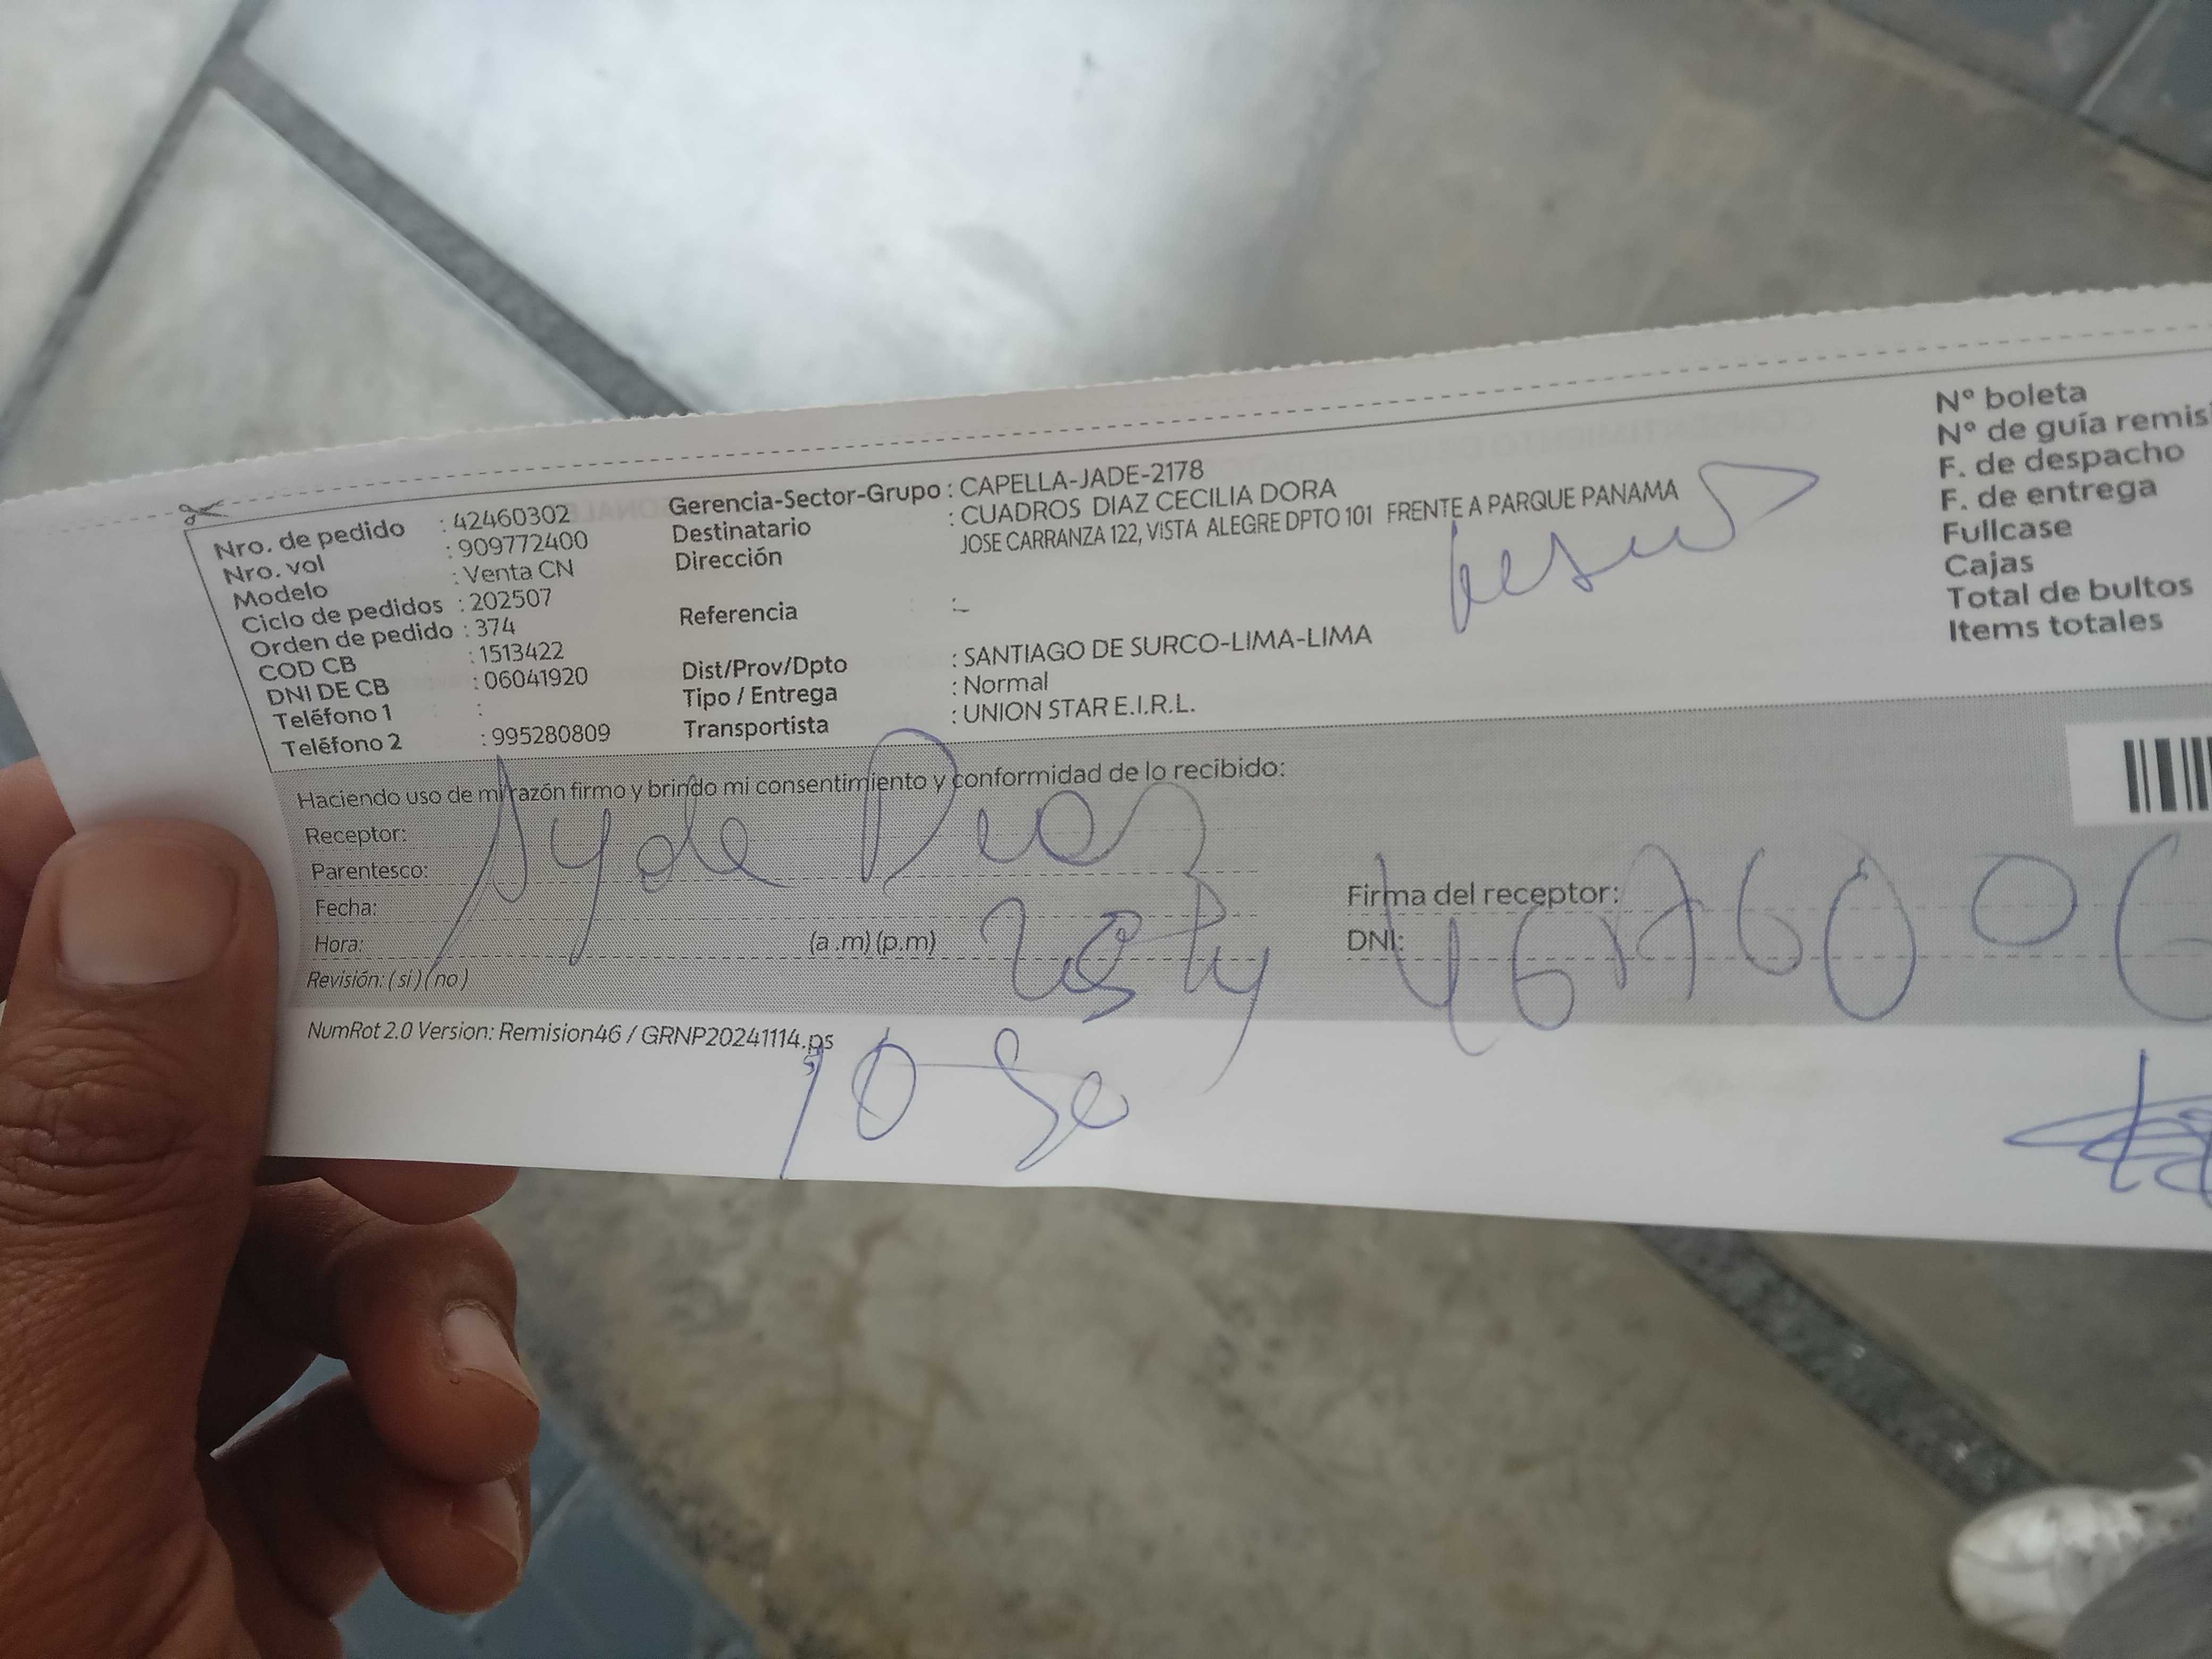 Nro. de pedido : 42460302
Nro. vol : 909772400
Modelo : Venta CN
Ciclo de pedidos : 202507
Orden de pedido : 374
COD CB : 1513422
DNI DE CB : 06041920
Teléfono 1 :
Teléfono 2 : 995280809
Gerencia-Sector-Grupo : CAPELLA-JADE-2178
Destinatario : CUADROS DIAZ CECILIA DORA
Dirección : JOSE CARRANZA 122, VISTA ALEGRE DPTO 101 FRENTE A PARQUE PANAMA
Referencia : -
Dist/Prov/Dpto : SANTIAGO DE SURCO-LIMA-LIMA
Tipo / Entrega : Normal
Transportista : UNION STAR E.I.R.L.
Nº boleta
Nº de guía remisi
F. de despacho
F. de entrega
Fullcase
Cajas
Total de bultos
Items totales
Haciendo uso de mi razón firmo y brindo mi consentimiento y conformidad de lo recibido:
Receptor: Ayde Diaz
Parentesco:
Fecha:
Hora: (a .m) (p.m)
Revisión: ( si ) ( no )
Firma del receptor:
DNI:
NumRot 2.0 Version: Remision46 / GRNP20241114.ps